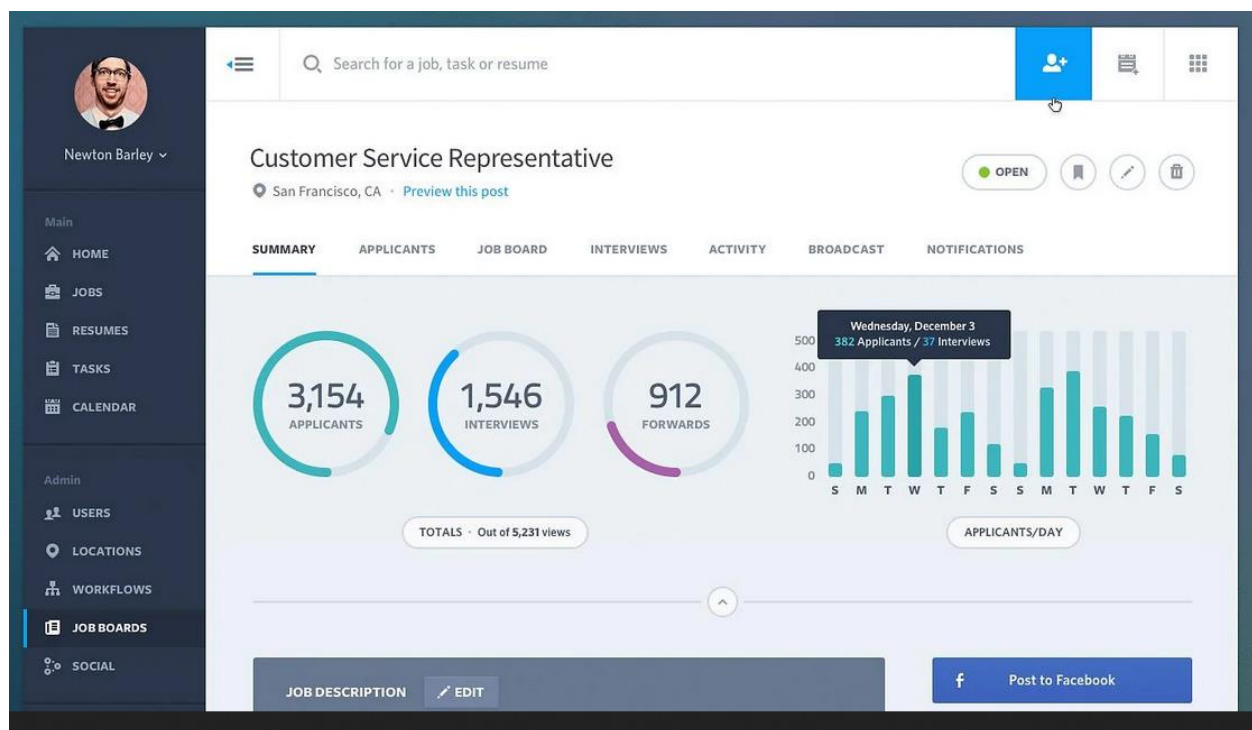 Newton Barley
Main
HOME
JOBS
RESUMES
TASKS
CALENDAR
Admin
USERS
LOCATIONS
WORKFLOWS
JOB BOARDS
SOCIAL
Search for a job, task or resume
Customer Service Representative
San Francisco, CA · Preview this post
OPEN
SUMMARY APPLICANTS JOB BOARD INTERVIEWS ACTIVITY BROADCAST NOTIFICATIONS
3,154
APPLICANTS
1,546
INTERVIEWS
912
FORWARDS
TOTALS · Out of 5,231 views
Wednesday, December 3
382 Applicants / 37 Interviews
500
400
300
200
100
0
S M T W T F S S M T W T F S
APPLICANTS/DAY
JOB DESCRIPTION EDIT
f Post to Facebook